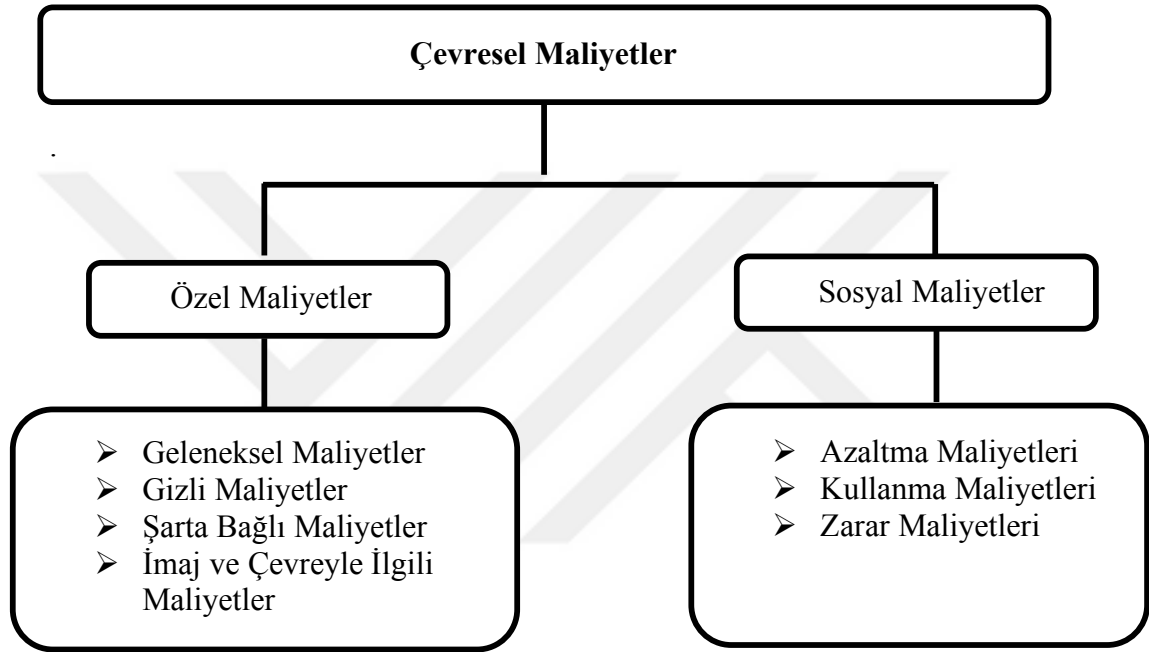 Çevresel Maliyetler
.
Özel Maliyetler
Sosyal Maliyetler
➢ Geleneksel Maliyetler
➢ Gizli Maliyetler
➢ Şarta Bağlı Maliyetler
➢ İmaj ve Çevreyle İlgili
Maliyetler
➢ Azaltma Maliyetleri
➢ Kullanma Maliyetleri
➢ Zarar Maliyetleri